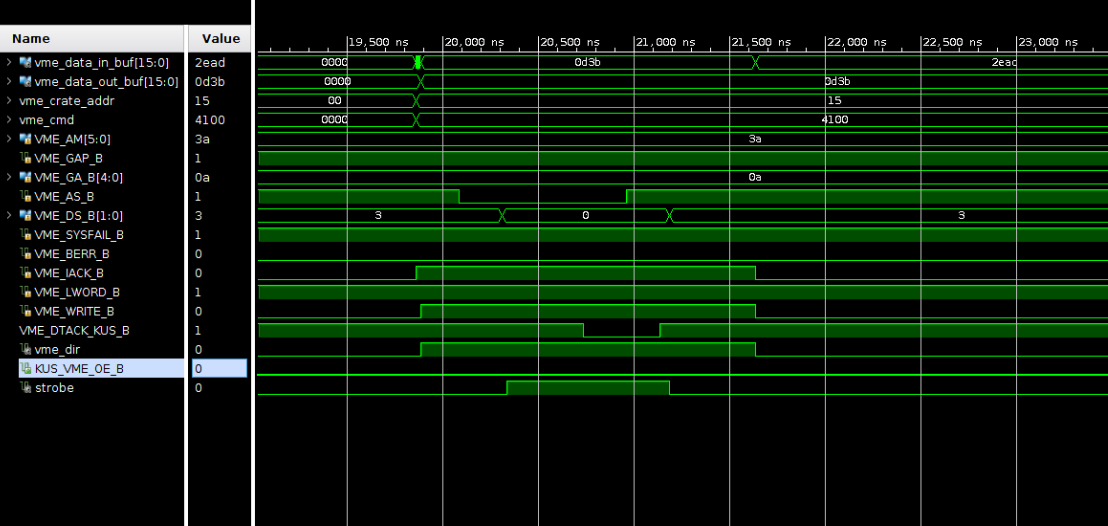 Name Value
19,500 ns 20,000 ns 20,500 ns 21,000 ns 21,500 ns 22,000 ns 22,500 ns 23,000 ns
vme_data_in_buf[15:0] 2ead 0000 0d3b 2ead
vme_data_out_buf[15:0] 0d3b 0000 0d3b
vme_crate_addr 15 00 15
vme_cmd 4100 0000 4100
VME_AM[5:0] 3a 3a
VME_GAP_B 1
VME_GA_B[4:0] 0a 0a
VME_AS_B 1
VME_DS_B[1:0] 3 3 0 3
VME_SYSFAIL_B 1
VME_BERR_B 0
VME_IACK_B 0
VME_LWORD_B 1
VME_WRITE_B 0
VME_DTACK_KUS_B 1
vme_dir 0
KUS_VME_OE_B 0
strobe 0